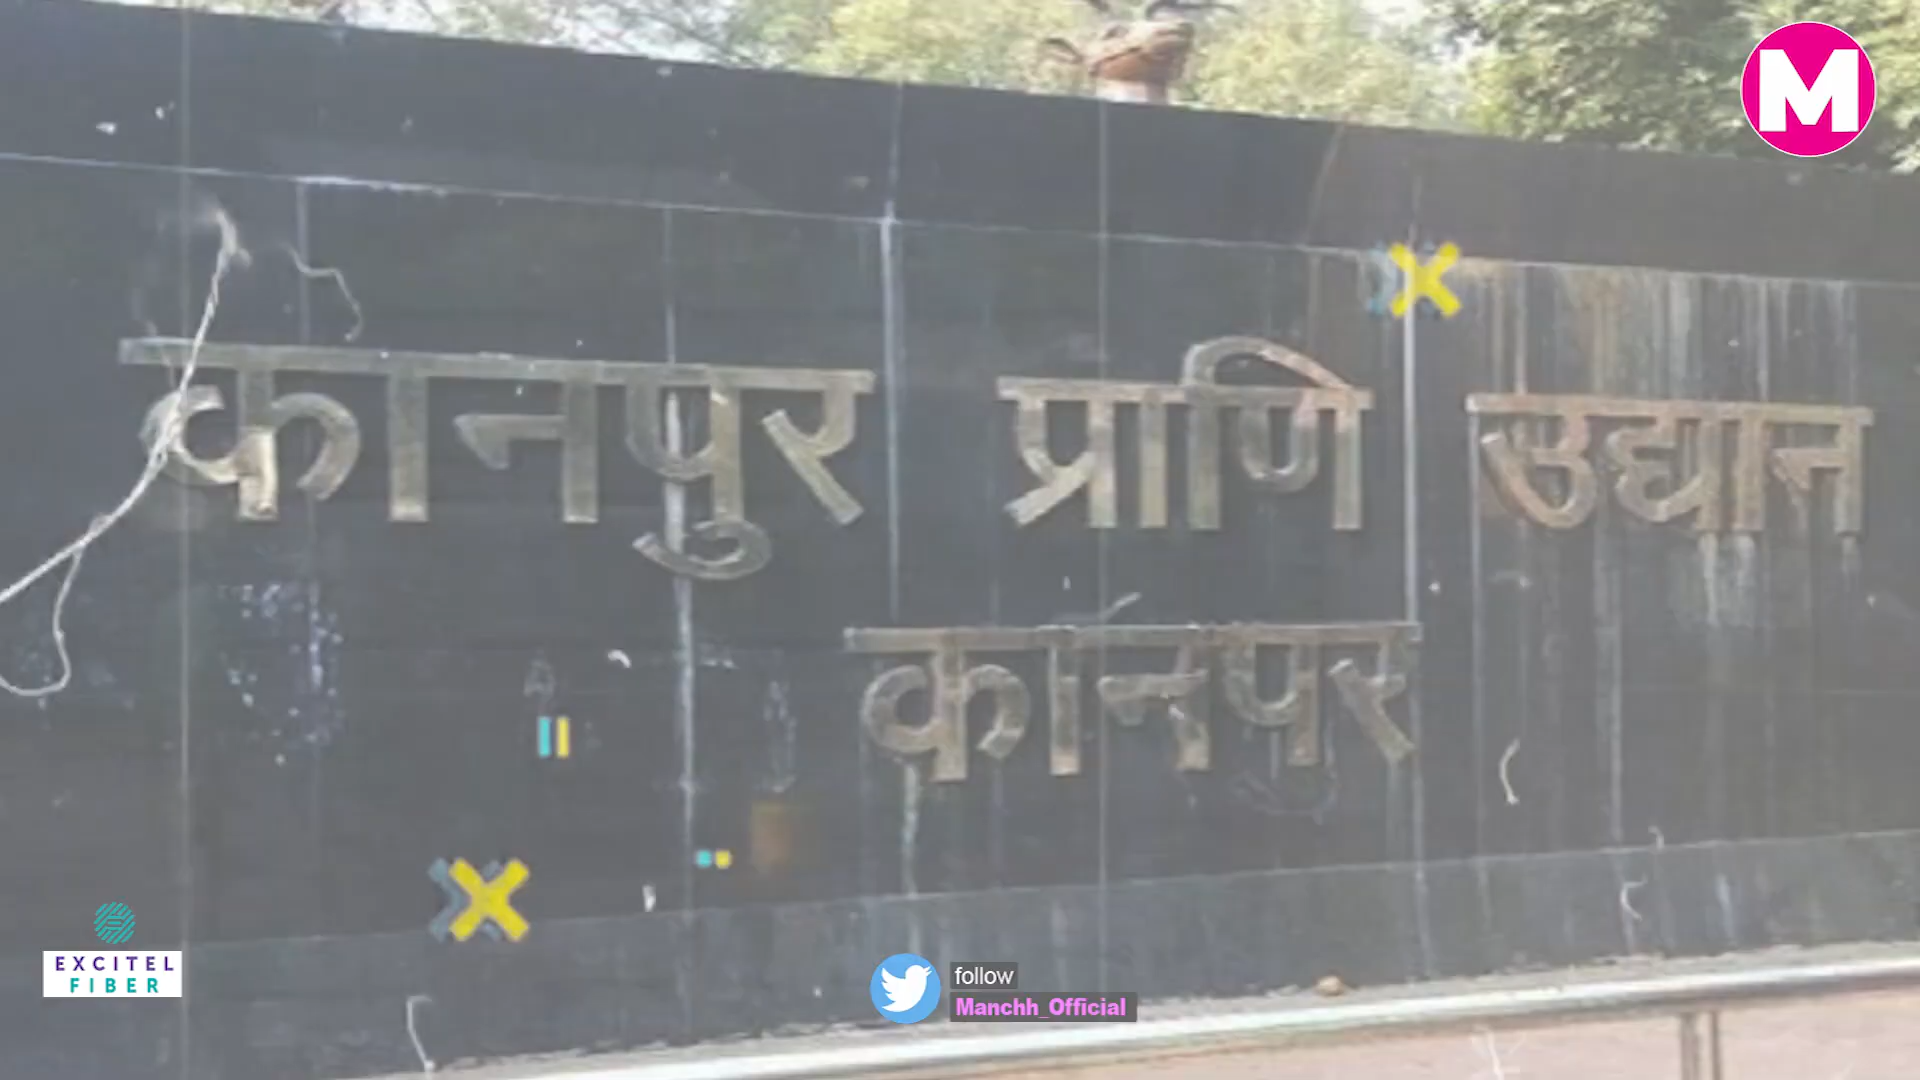 M
कानपुर प्राणि उद्यान
कानपुर
EXCITEL
FIBER
follow
Manchh_Official